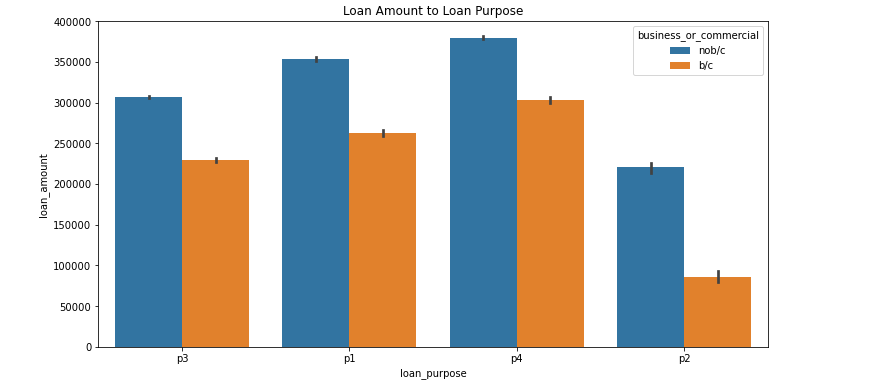 Loan Amount to Loan Purpose
400000
350000
300000
250000
200000
150000
100000
50000
0
loan_amount
business_or_commercial
nob/c
b/c
p3 p1 p4 p2
loan_purpose